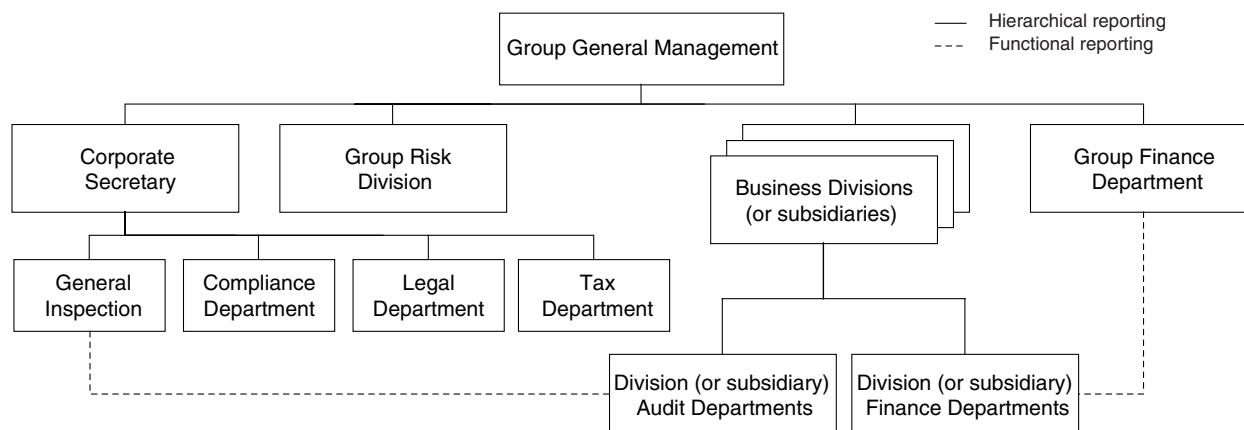 Group General Management
Hierarchical reporting
Functional reporting
Corporate
Secretary
Group Risk
Division
Business Divisions
(or subsidiaries)
Group Finance
Department
General
Inspection
Compliance
Department
Legal
Department
Tax
Department
Division (or subsidiary)
Audit Departments
Division (or subsidiary)
Finance Departments